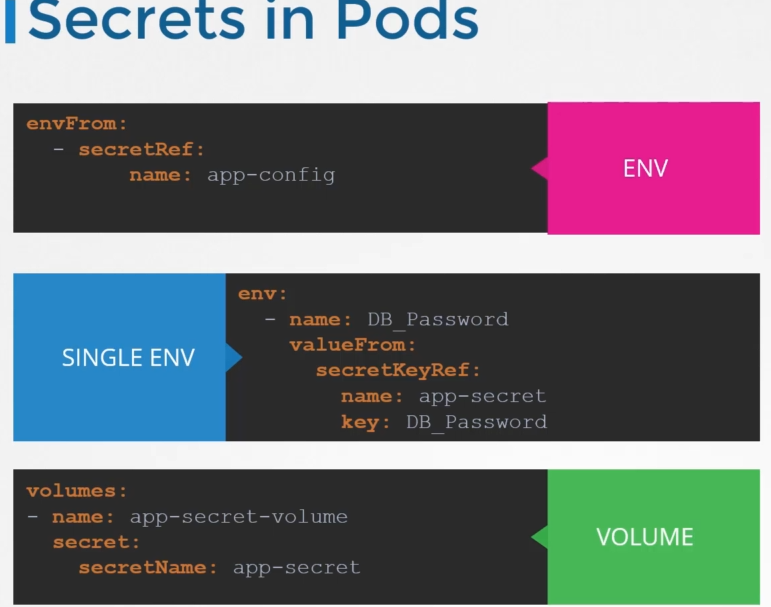 Secrets in Pods
envFrom:
  - secretRef:
        name: app-config
ENV
SINGLE ENV
env:
  - name: DB_Password
    valueFrom:
      secretKeyRef:
        name: app-secret
        key: DB_Password
volumes:
- name: app-secret-volume
  secret:
    secretName: app-secret
VOLUME